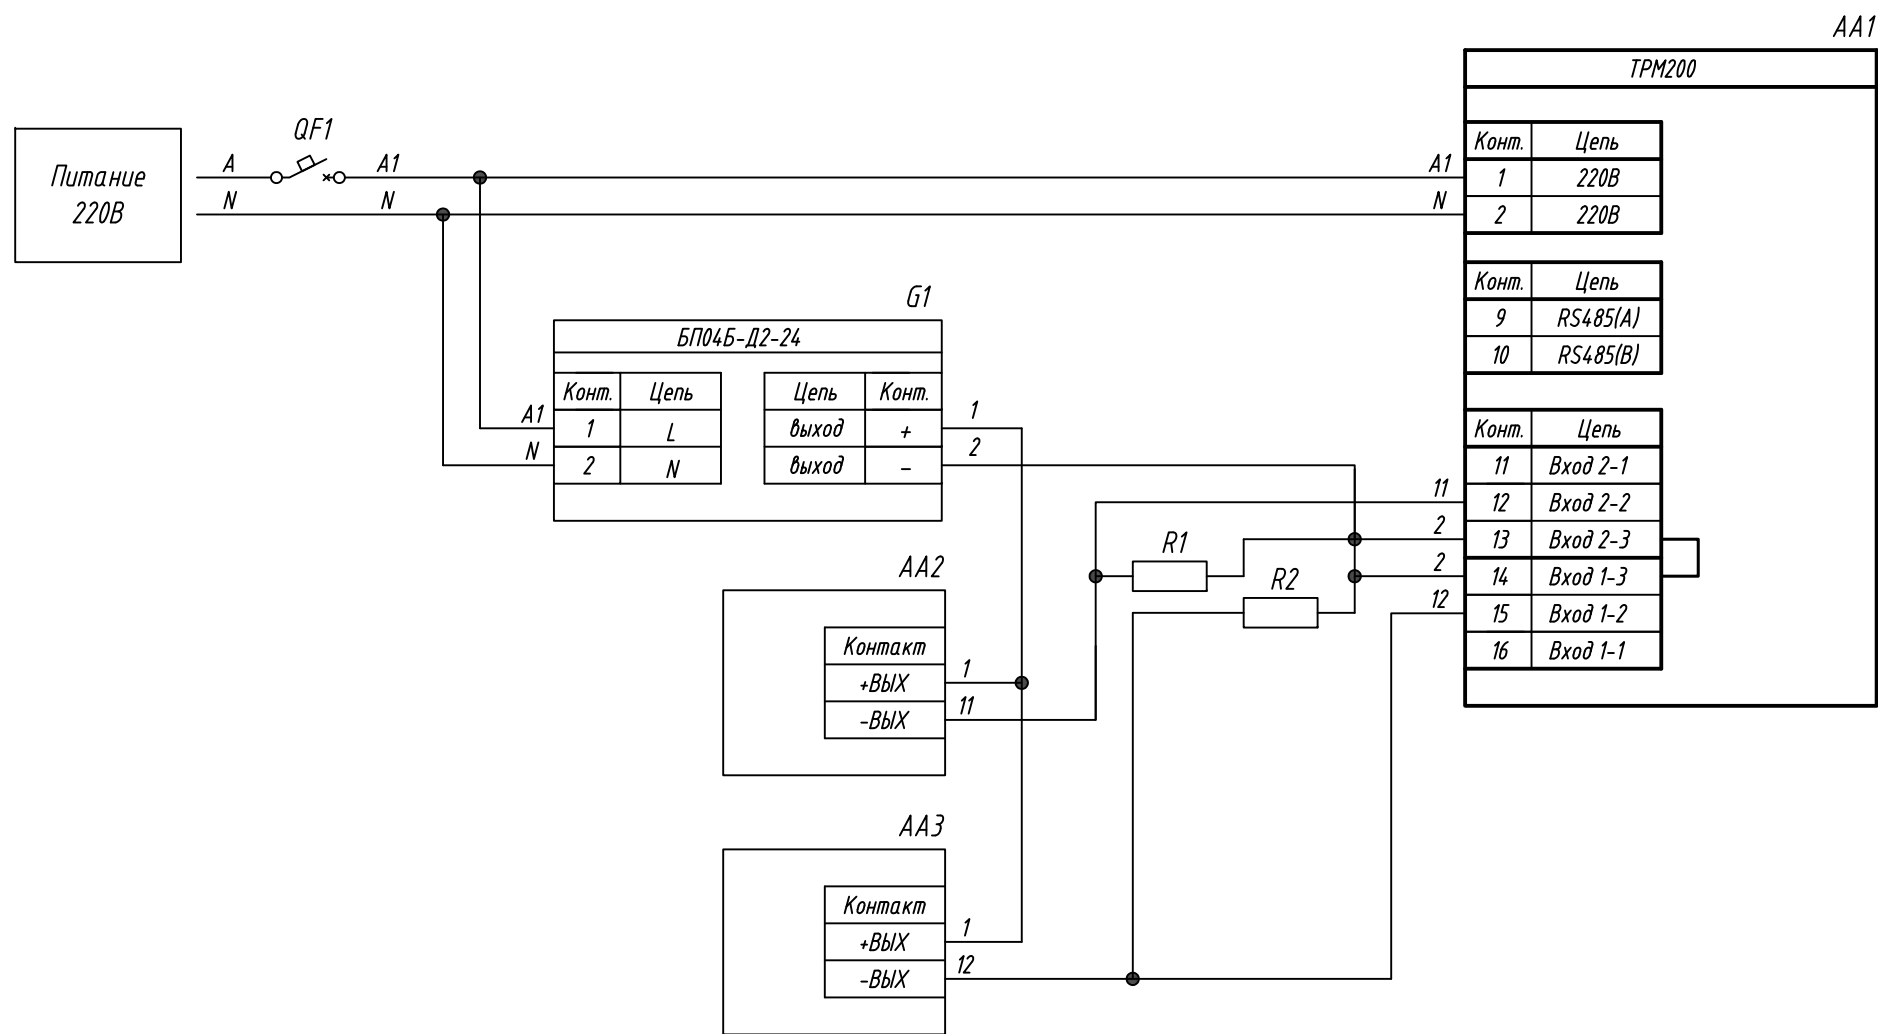 AA1
ТРМ200
QF1
Питание
220В
A
A1
N
N
A1
N
Конт.
Цепь
1
220В
2
220В
Конт.
Цепь
9
RS485(A)
10
RS485(B)
G1
БП04Б-Д2-24
Конт.
Цепь
Цепь
Конт.
A1
1
L
выход
+
1
N
2
N
выход
-
2
Конт.
Цепь
11
Вход 2-1
11
12
Вход 2-2
2
13
Вход 2-3
2
14
Вход 1-3
12
15
Вход 1-2
16
Вход 1-1
R1
R2
AA2
Контакт
+ВЫХ
1
-ВЫХ
11
AA3
Контакт
+ВЫХ
1
-ВЫХ
12